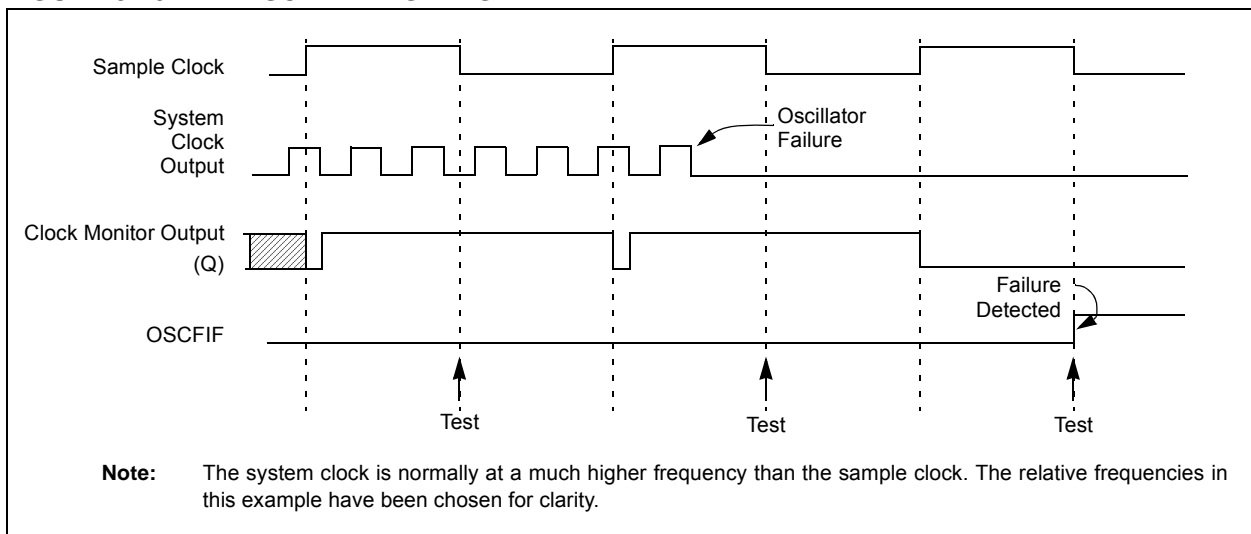 Sample Clock
System
Clock
Output
Oscillator
Failure
Clock Monitor Output
(Q)
Failure
Detected
OSCFIF
Test
Test
Test
Note: The system clock is normally at a much higher frequency than the sample clock. The relative frequencies in
this example have been chosen for clarity.